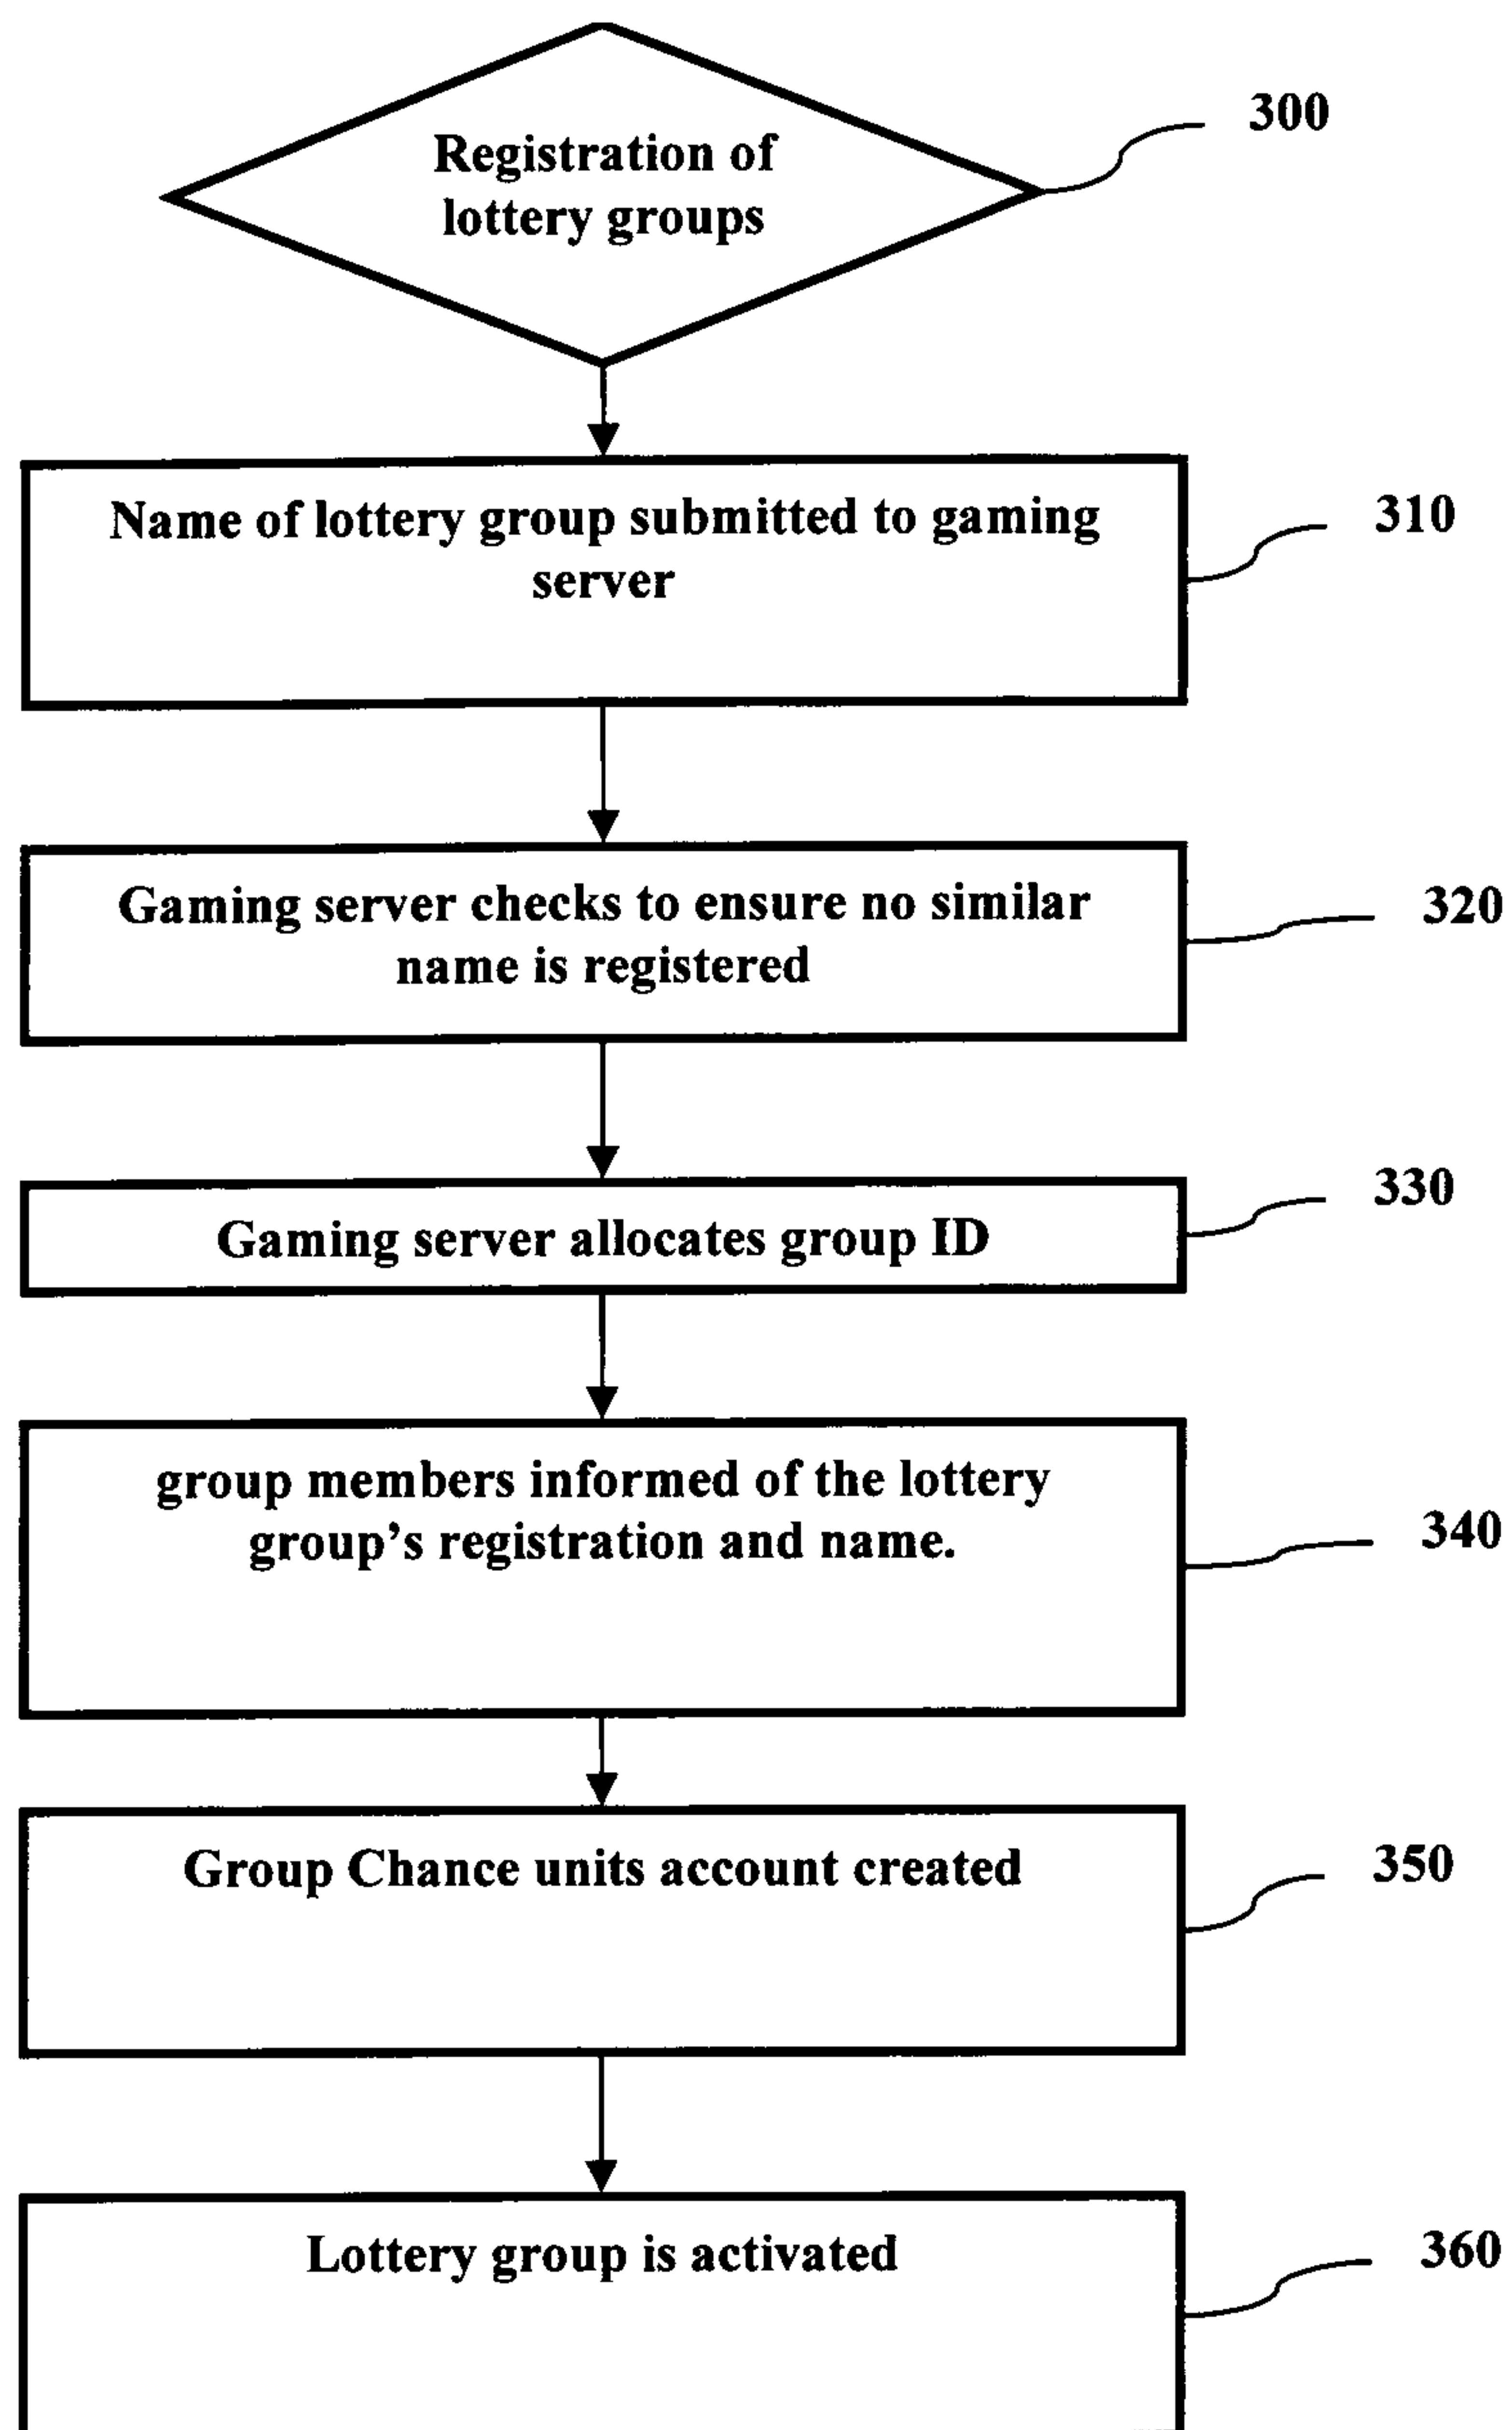 Registration of
lottery groups
300
Name of lottery group submitted to gaming
server
310
Gaming server checks to ensure no similar
name is registered
320
Gaming server allocates group ID
330
group members informed of the lottery
group's registration and name.
340
Group Chance units account created
350
Lottery group is activated
360